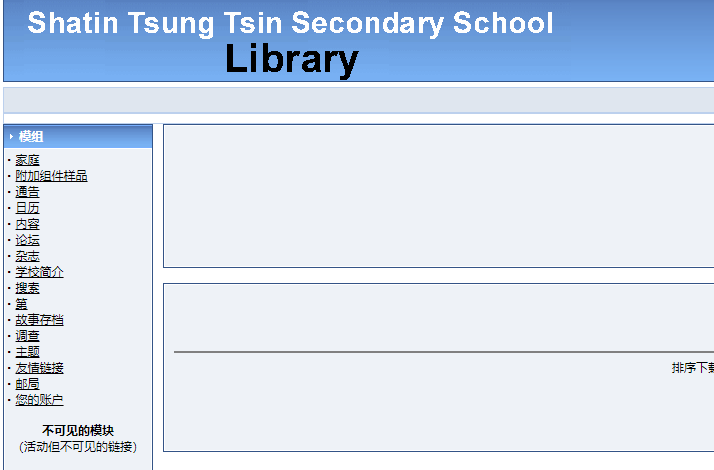 Shatin Tsung Tsin Secondary School
Library
模组
· 家庭
· 附加组件样品
· 通告
· 日历
· 内容
· 论坛
· 杂志
· 学校简介
· 搜索
· 第
· 故事存档
· 调查
· 主题
· 友情链接
· 邮局
· 您的账户
不可见的模块
（活动但不可见的链接）
排序下